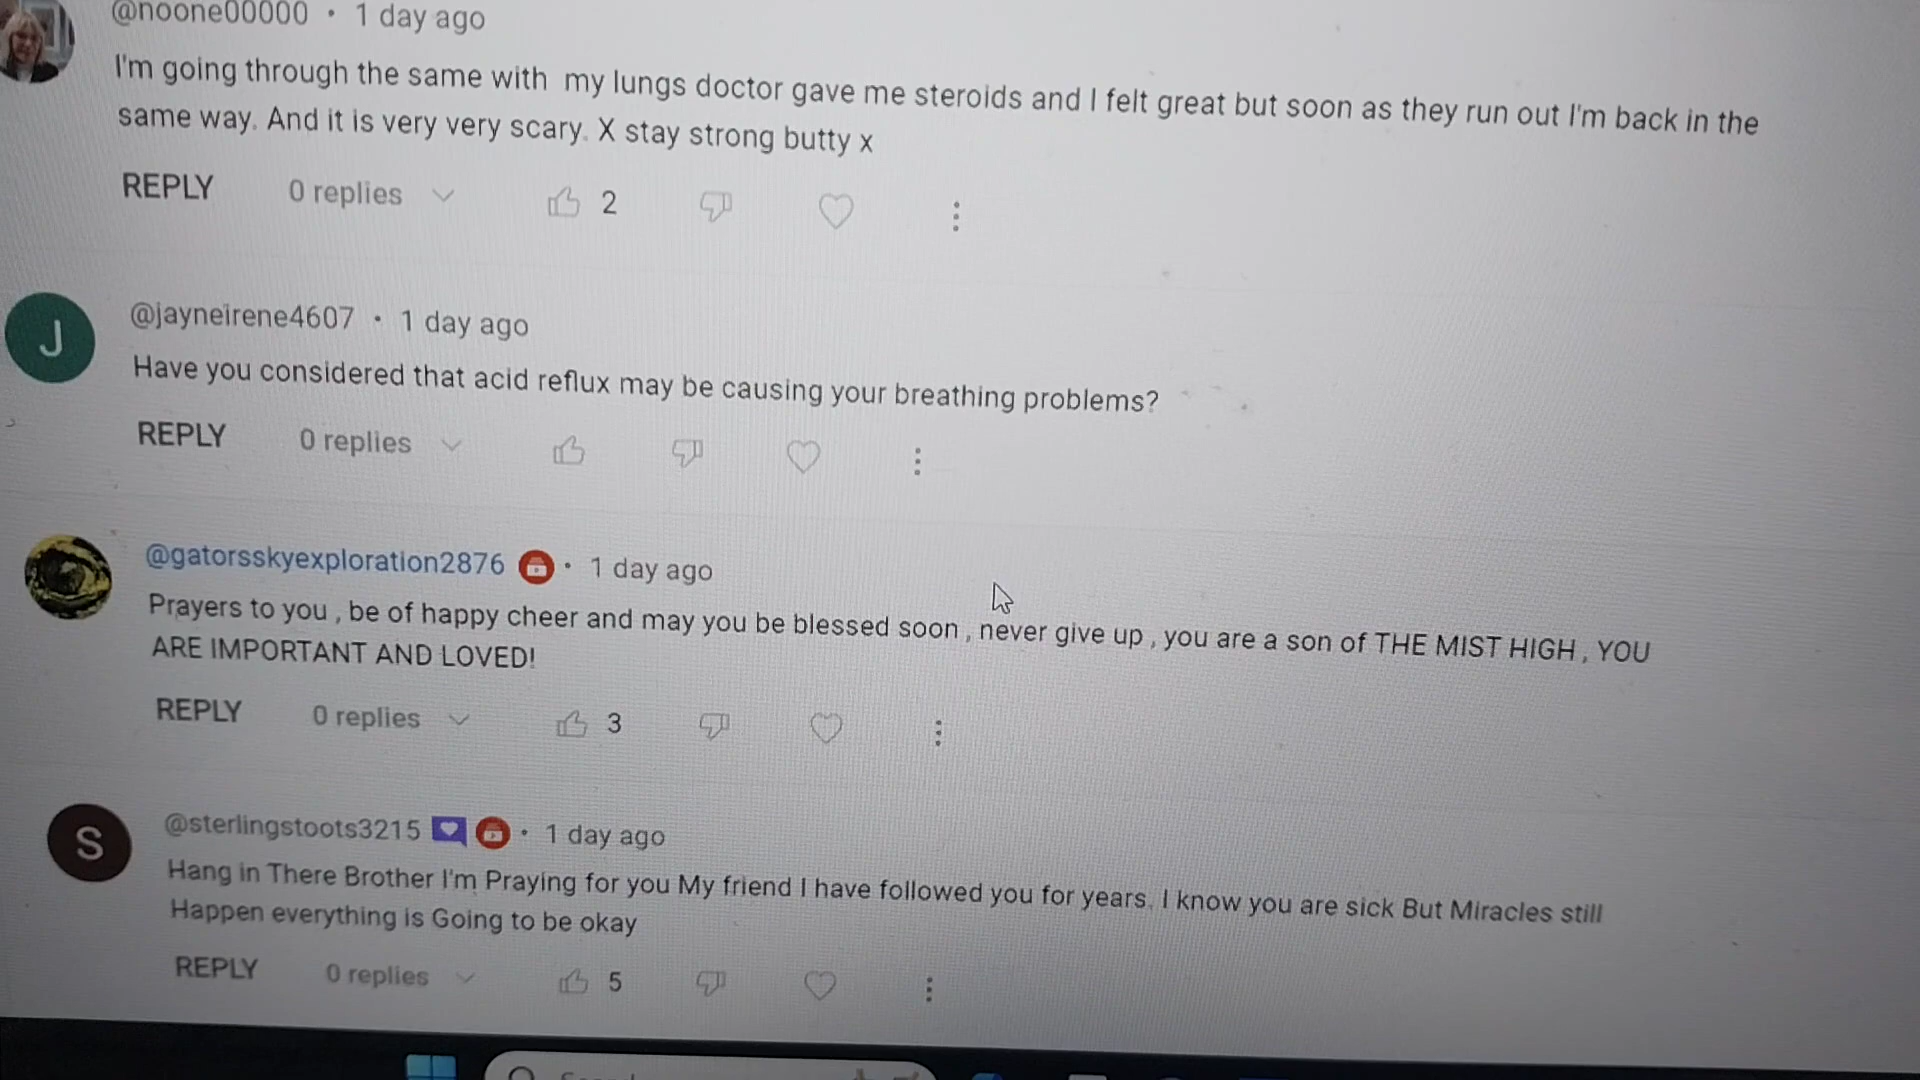 @noone00000 • 1 day ago
I'm going through the same with my lungs doctor gave me steroids and I felt great but soon as they run out I'm back in the
same way. And it is very very scary. X stay strong butty x
REPLY 0 replies 2
J
@jayneirene4607 • 1 day ago
Have you considered that acid reflux may be causing your breathing problems?
REPLY 0 replies
@gatorsskyexploration2876 • 1 day ago
Prayers to you , be of happy cheer and may you be blessed soon , never give up , you are a son of THE MIST HIGH , YOU
ARE IMPORTANT AND LOVED!
REPLY 0 replies 3
S
@sterlingstoots3215 • 1 day ago
Hang in There Brother I'm Praying for you My friend I have followed you for years. I know you are sick But Miracles still
Happen everything is Going to be okay
REPLY 0 replies 5